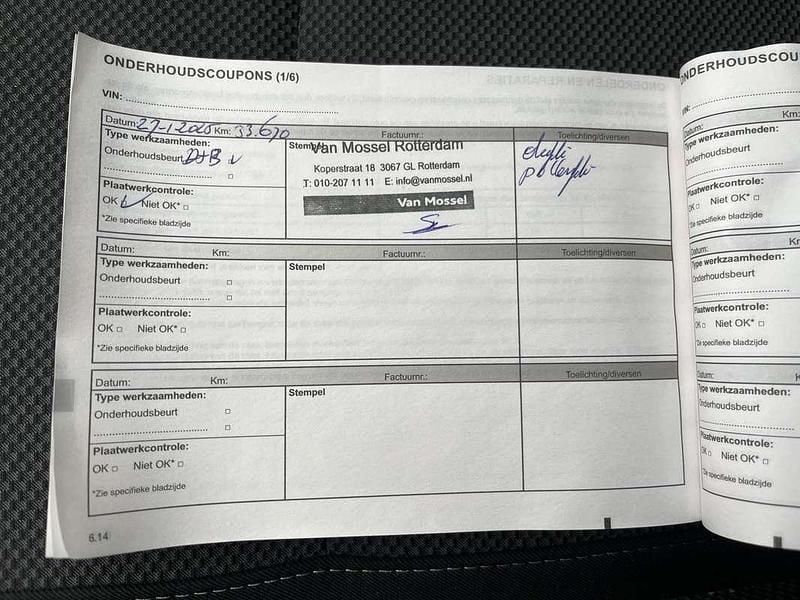 ONDERHOUDSCOUPONS (1/6)
VIN:
Datum: 27-1-2025 Km: 33.670 Factuurnr.: Toelichting/diversen
Type werkzaamheden:
Onderhoudsbeurt
Plaatwerkcontrole:
OK Niet OK*
*Zie specifieke bladzijde
Stempel
Van Mossel Rotterdam
Koperstraat 18 3067 GL Rotterdam
T: 010-207 11 11 E: info@vanmossel.nl
Van Mossel
Datum: Km: Factuurnr.: Toelichting/diversen
Type werkzaamheden:
Onderhoudsbeurt
Plaatwerkcontrole:
OK Niet OK*
*Zie specifieke bladzijde
Stempel
Datum: Km: Factuurnr.: Toelichting/diversen
Type werkzaamheden:
Onderhoudsbeurt
Plaatwerkcontrole:
OK Niet OK*
*Zie specifieke bladzijde
Stempel
6.14
ONDERHOUDSCOU
VIN:
Datum: Km:
Type werkzaamheden:
Onderhoudsbeurt
Plaatwerkcontrole:
OK Niet OK*
*Zie specifieke bladzijde
Datum:
Type werkzaamheden:
Onderhoudsbeurt
Plaatwerkcontrole:
OK Niet OK*
*Zie specifieke bladzijde
Datum:
Type werkzaamheden:
Onderhoudsbeurt
Plaatwerkcontrole:
OK Niet OK*
*Zie specifieke bladzijde